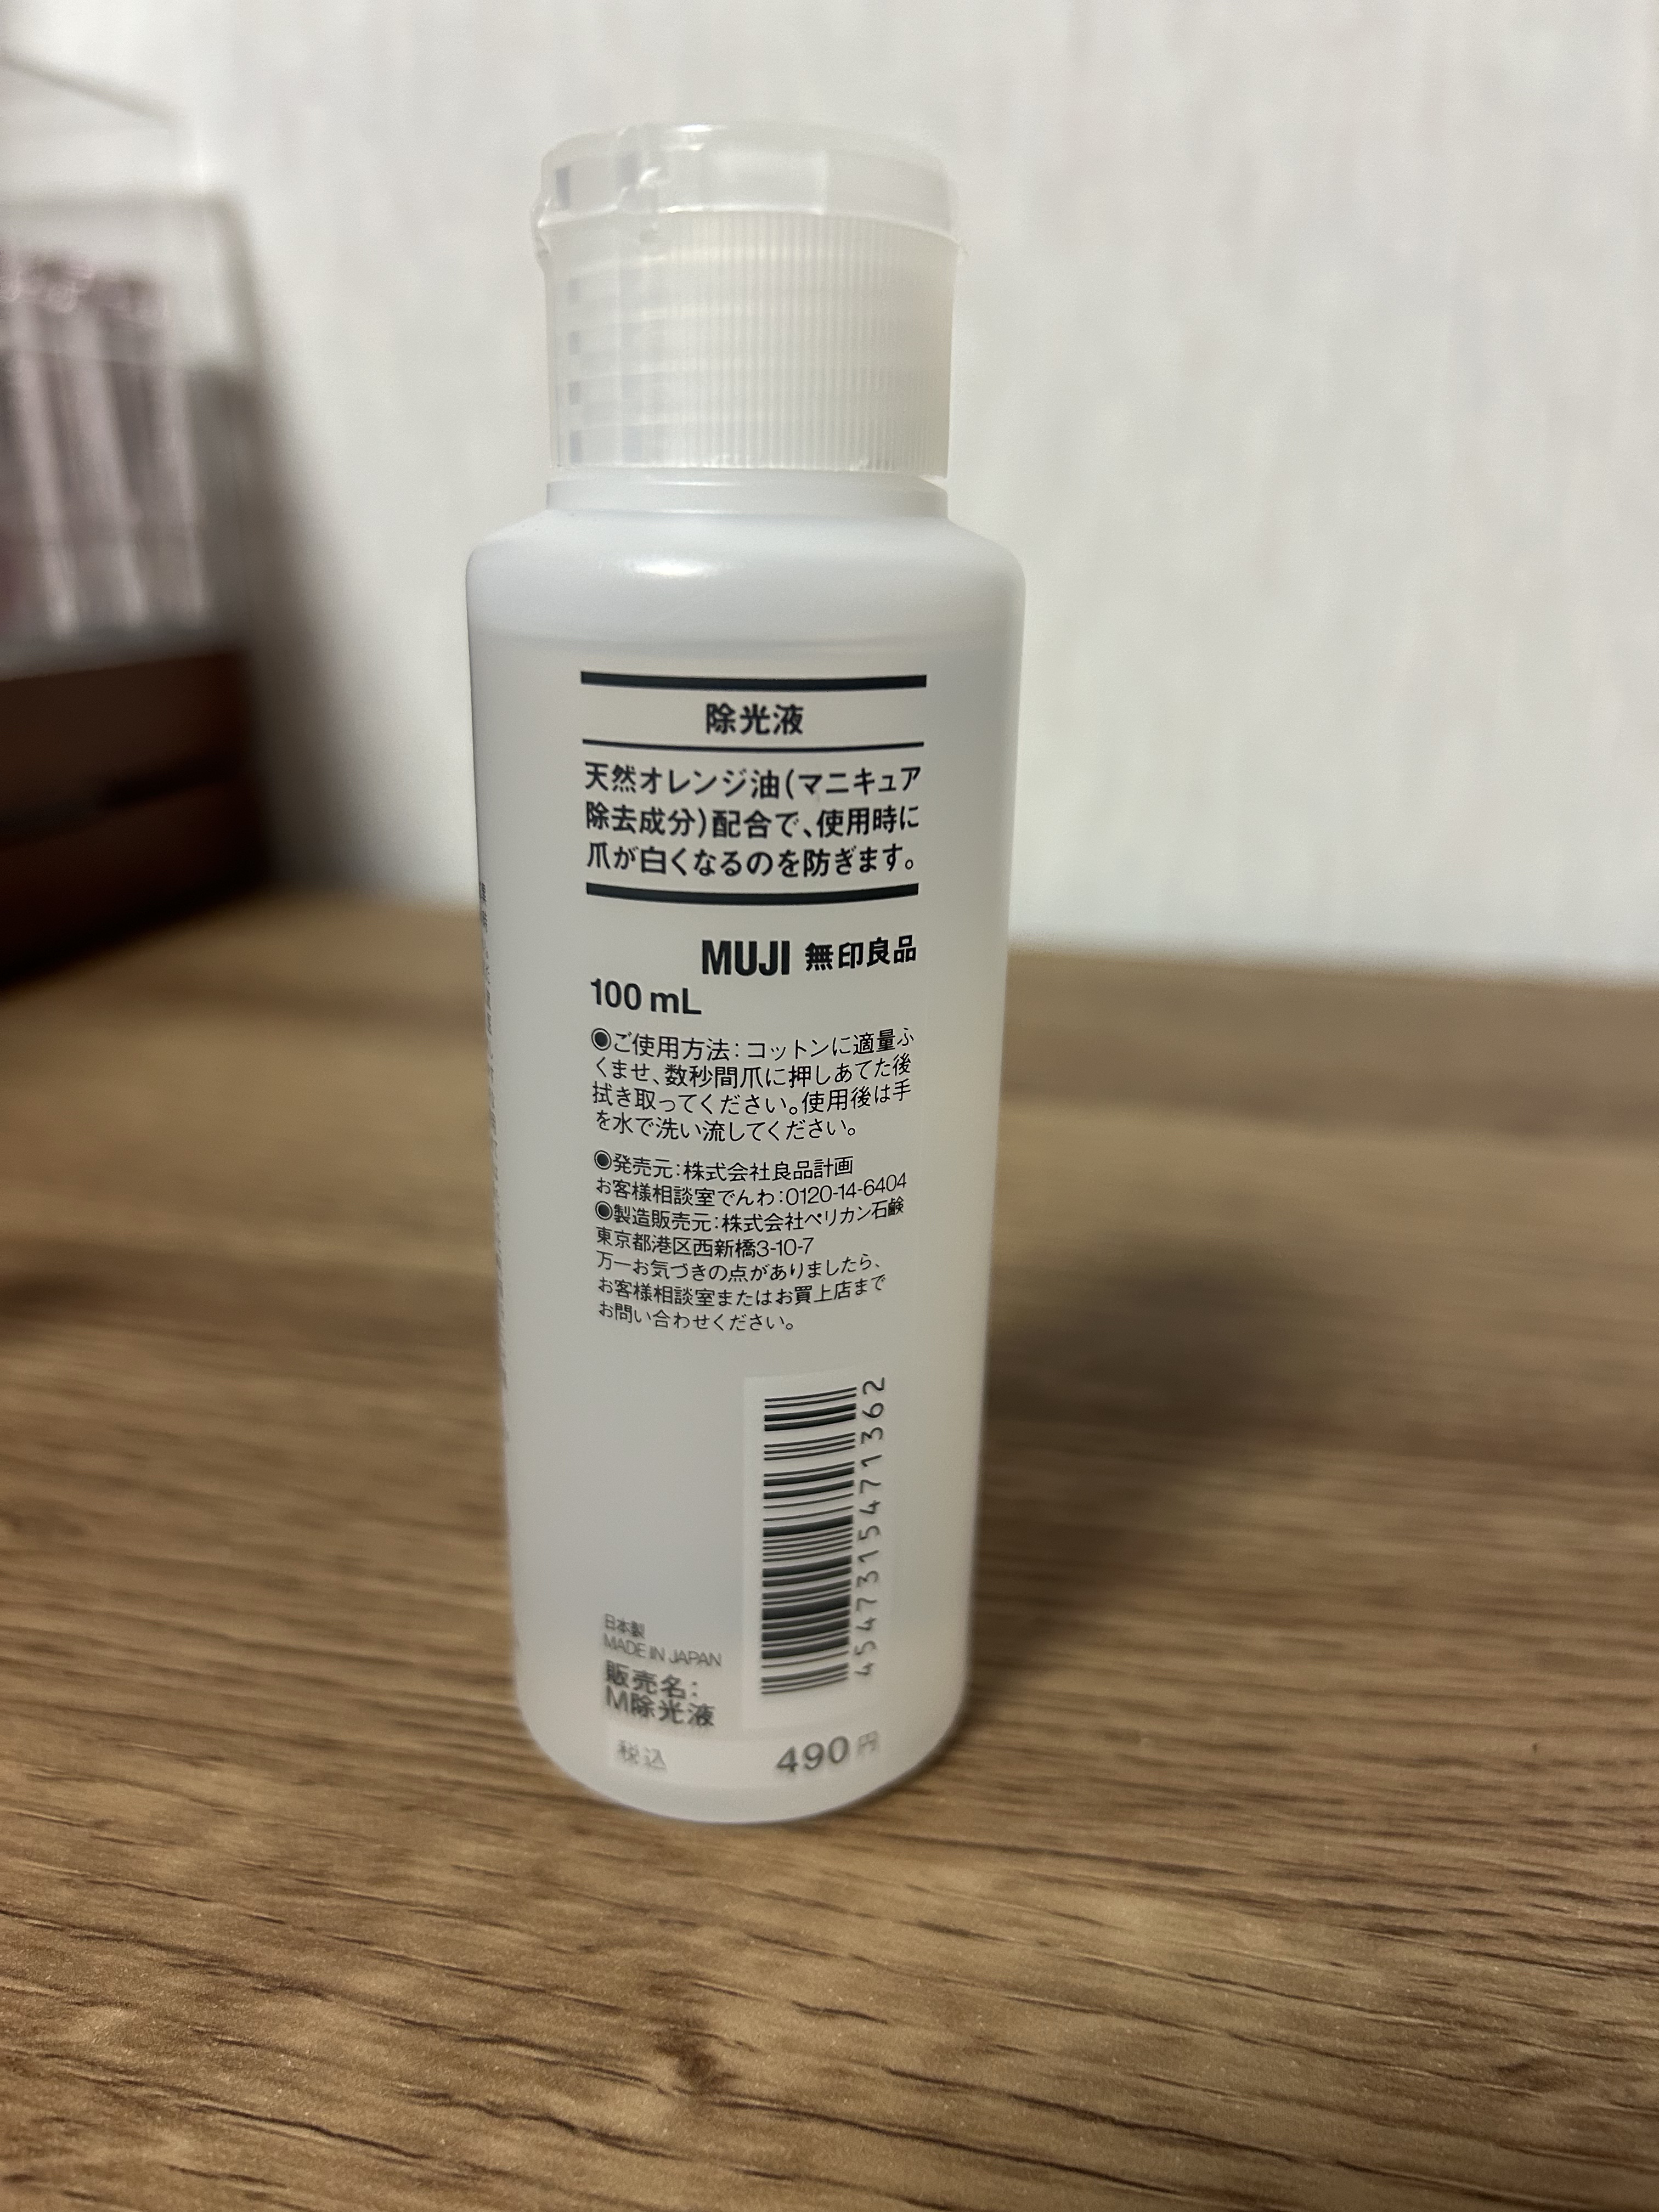 除光液
天然オレンジ油(マニキュア
除去成分)配合で、使用時に
爪が白くなるのを防ぎます。
MUJI 無印良品
100 mL
◉ご使用方法:コットンに適量ふ
くませ、数秒間爪に押しあてた後
拭き取ってください。使用後は手
を水で洗い流してください。
◉発売元:株式会社良品計画
お客様相談室でんわ:0120-14-6404
◉製造販売元:株式会社ペリカン石鹸
東京都港区西新橋3-10-7
万一お気づきの点がありましたら、
お客様相談室またはお買上店まで
お問い合わせください。
4547315471362
日本製
MADE IN JAPAN
販売名:
M除光液
税込 490円